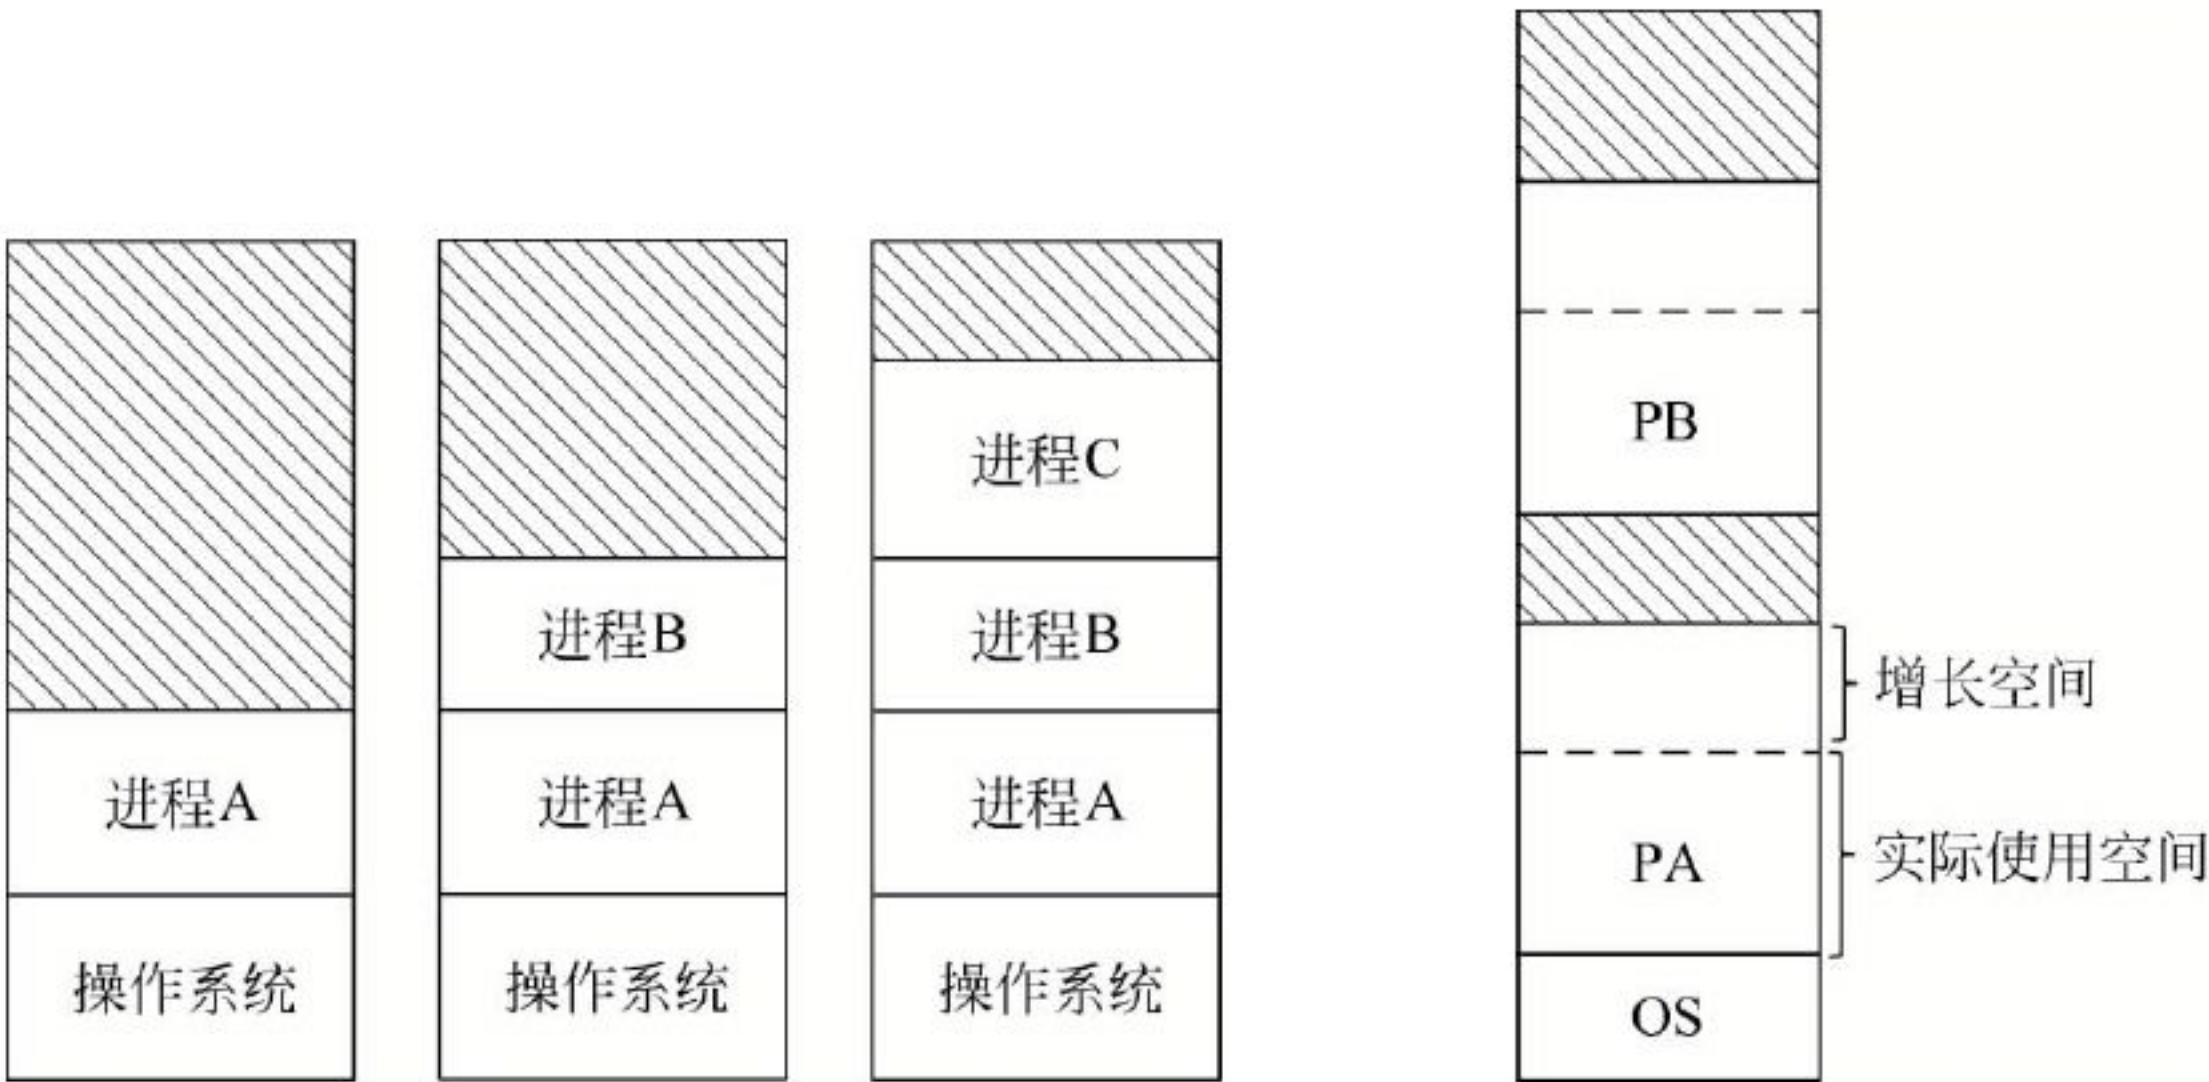 进程A
操作系统
进程B
进程A
操作系统
进程C
进程B
进程A
操作系统
PB
增长空间
PA
实际使用空间
OS